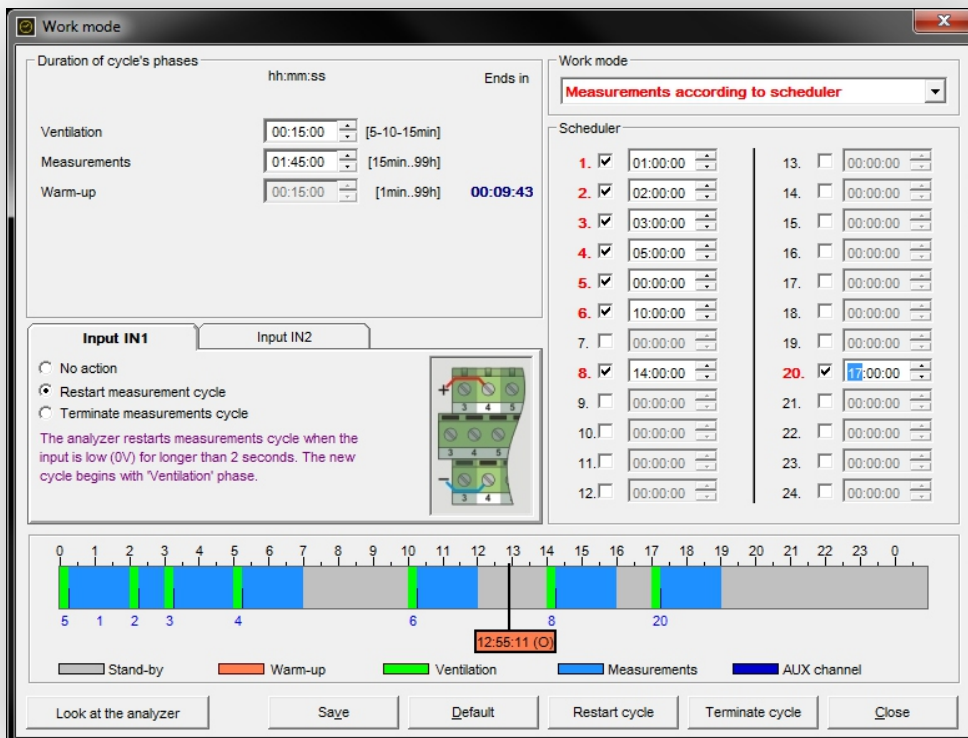 Work mode
Duration of cycle's phases
hh:mm:ss Ends in
Ventilation 00:15:00 [5-10-15min]
Measurements 01:45:00 [15min..99h]
Warm-up 00:15:00 [1min..99h] 00:09:43
Work mode
Measurements according to scheduler
Scheduler
1. 01:00:00 13. 00:00:00
2. 02:00:00 14. 00:00:00
3. 03:00:00 15. 00:00:00
4. 05:00:00 16. 00:00:00
5. 00:00:00 17. 00:00:00
6. 10:00:00 18. 00:00:00
7. 00:00:00 19. 00:00:00
8. 14:00:00 20. 17:00:00
9. 00:00:00 21. 00:00:00
10. 00:00:00 22. 00:00:00
11. 00:00:00 23. 00:00:00
12. 00:00:00 24. 00:00:00
Input IN1 Input IN2
No action
Restart measurement cycle
Terminate measurements cycle
The analyzer restarts measurements cycle when the
input is low (0V) for longer than 2 seconds. The new
cycle begins with 'Ventilation' phase.
+ 3 4 5
3 4 5
- 3 4
0 1 2 3 4 5 6 7 8 9 10 11 12 13 14 15 16 17 18 19 20 21 22 23 0
5 1 2 3 4 6 8 20
12:55:11 (O)
Stand-by Warm-up Ventilation Measurements AUX channel
Look at the analyzer Save Default Restart cycle Terminate cycle Close